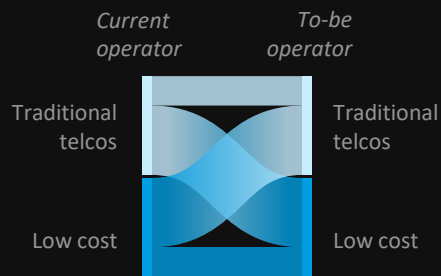 Current
operator
To-be
operator
Traditional
telcos
Traditional
telcos
Low cost
Low cost